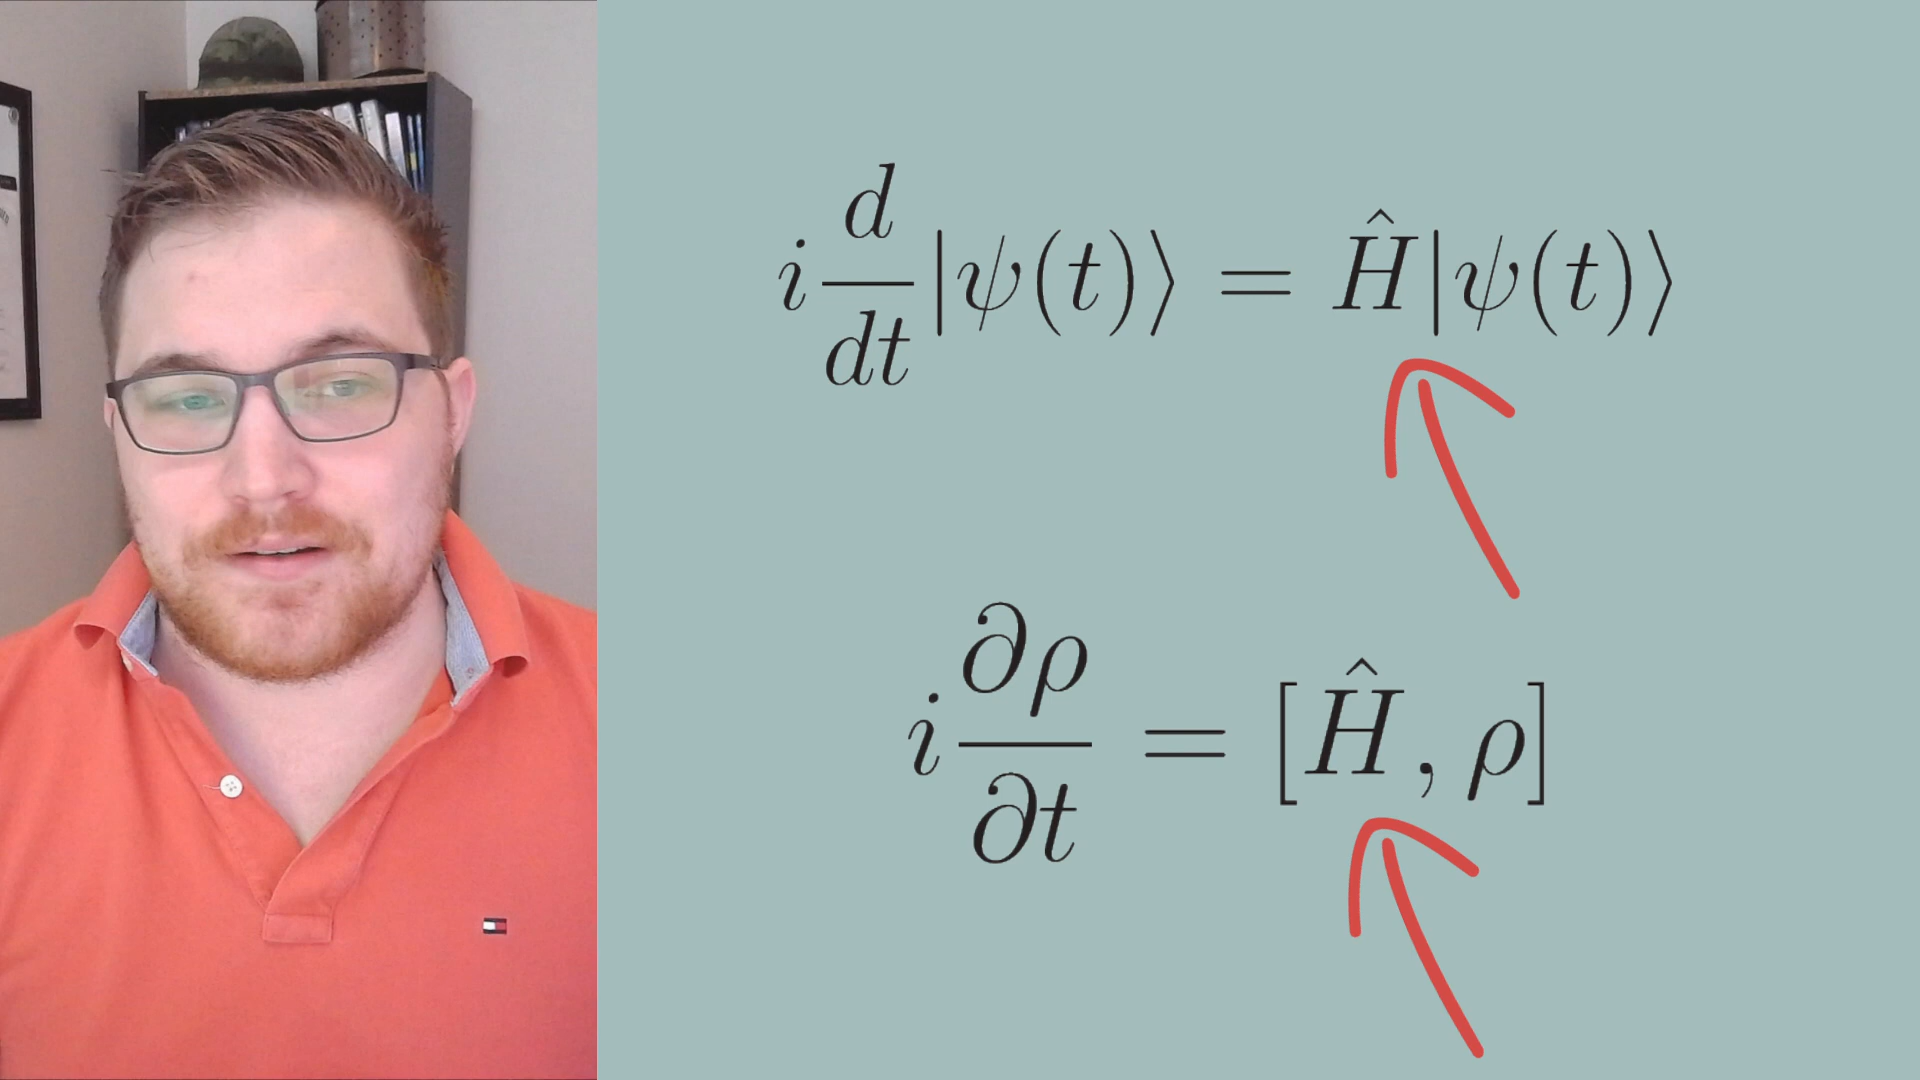 i d/dt |ψ(t)⟩ = Ĥ|ψ(t)⟩
i ∂ρ/∂t = [Ĥ, ρ]